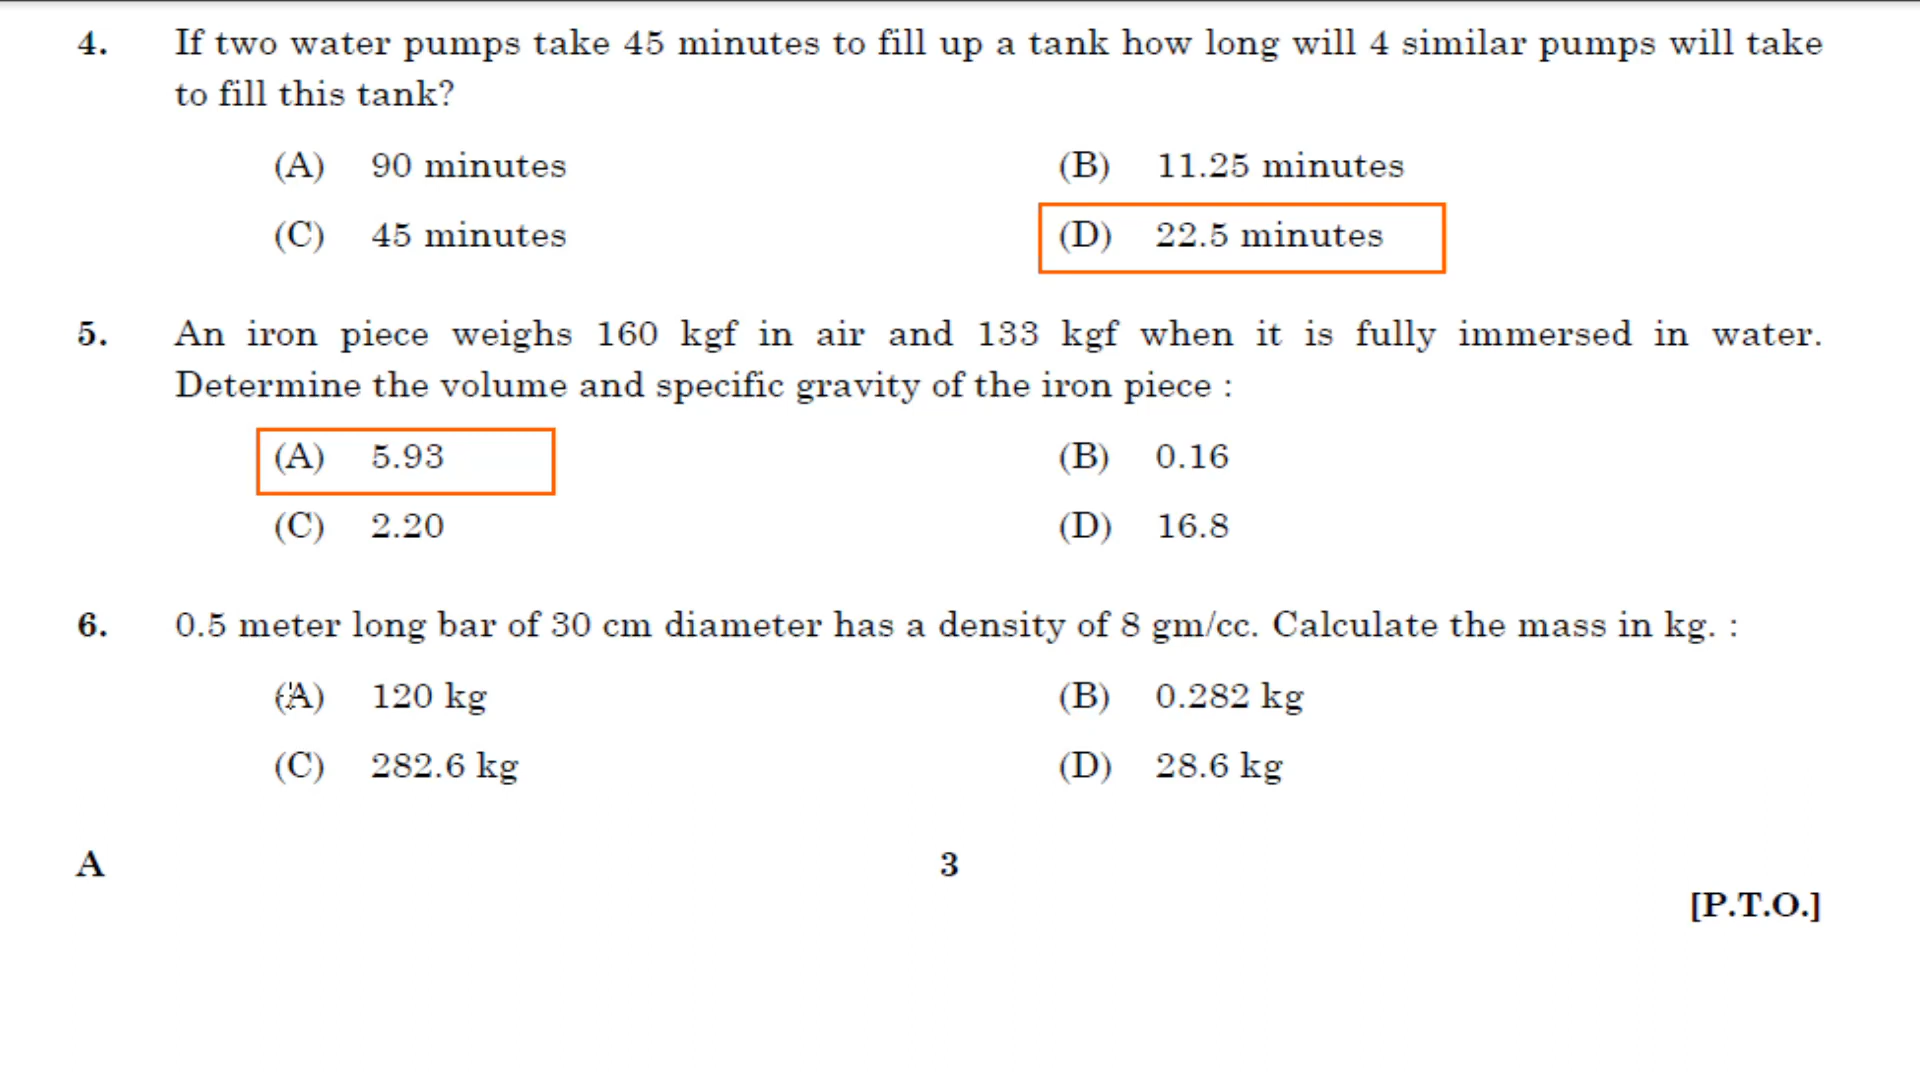 4. If two water pumps take 45 minutes to fill up a tank how long will 4 similar pumps will take
to fill this tank?
(A) 90 minutes (B) 11.25 minutes
(C) 45 minutes (D) 22.5 minutes
5. An iron piece weighs 160 kgf in air and 133 kgf when it is fully immersed in water.
Determine the volume and specific gravity of the iron piece :
(A) 5.93 (B) 0.16
(C) 2.20 (D) 16.8
6. 0.5 meter long bar of 30 cm diameter has a density of 8 gm/cc. Calculate the mass in kg. :
(A) 120 kg (B) 0.282 kg
(C) 282.6 kg (D) 28.6 kg
A 3
[P.T.O.]